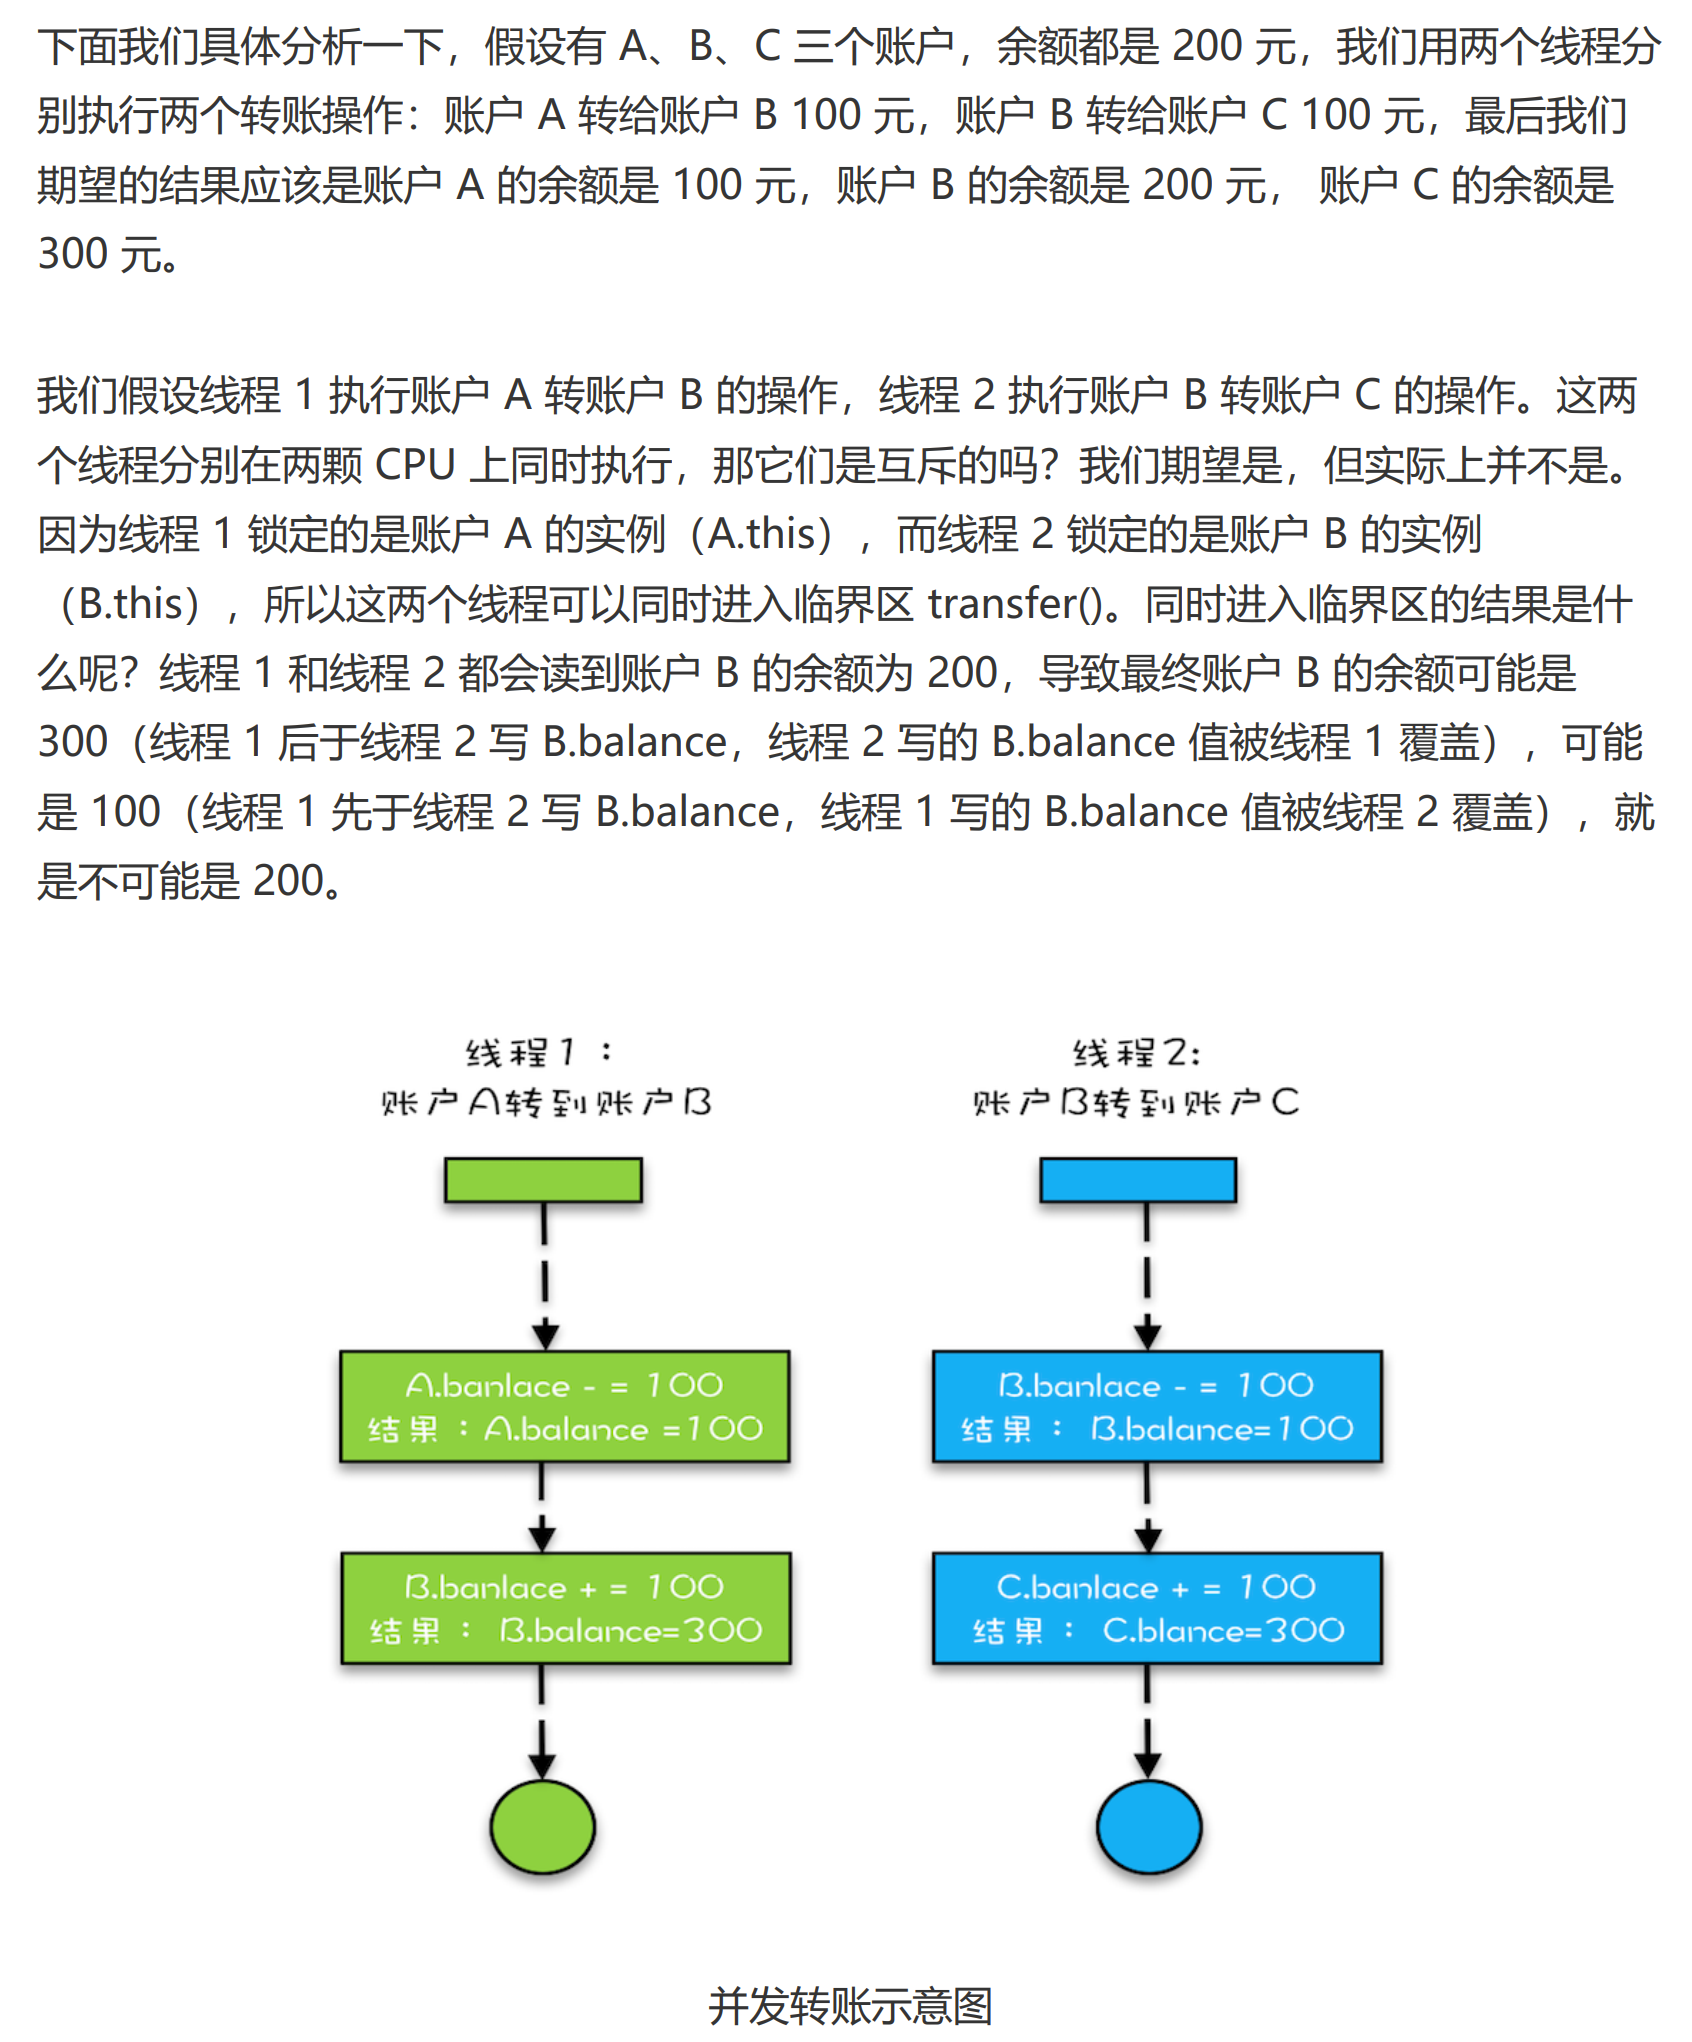 下面我们具体分析一下，假设有 A、B、C 三个账户，余额都是 200 元，我们用两个线程分
别执行两个转账操作：账户 A 转给账户 B 100 元，账户 B 转给账户 C 100 元，最后我们
期望的结果应该是账户 A 的余额是 100 元，账户 B 的余额是 200 元， 账户 C 的余额是
300 元。
我们假设线程 1 执行账户 A 转账户 B 的操作，线程 2 执行账户 B 转账户 C 的操作。这两
个线程分别在两颗 CPU 上同时执行，那它们是互斥的吗？我们期望是，但实际上并不是。
因为线程 1 锁定的是账户 A 的实例（A.this），而线程 2 锁定的是账户 B 的实例
（B.this），所以这两个线程可以同时进入临界区 transfer()。同时进入临界区的结果是什
么呢？线程 1 和线程 2 都会读到账户 B 的余额为 200，导致最终账户 B 的余额可能是
300（线程 1 后于线程 2 写 B.balance，线程 2 写的 B.balance 值被线程 1 覆盖），可能
是 100（线程 1 先于线程 2 写 B.balance，线程 1 写的 B.balance 值被线程 2 覆盖），就
是不可能是 200。
线程1 ：
账户A转到账户B
线程2:
账户B转到账户C
A.banlace - = 100
结果：A.balance =100
B.banlace - = 100
结果： B.balance=100
B.banlace + = 100
结果： B.balance=300
C.banlace + = 100
结果： C.blance=300
并发转账示意图